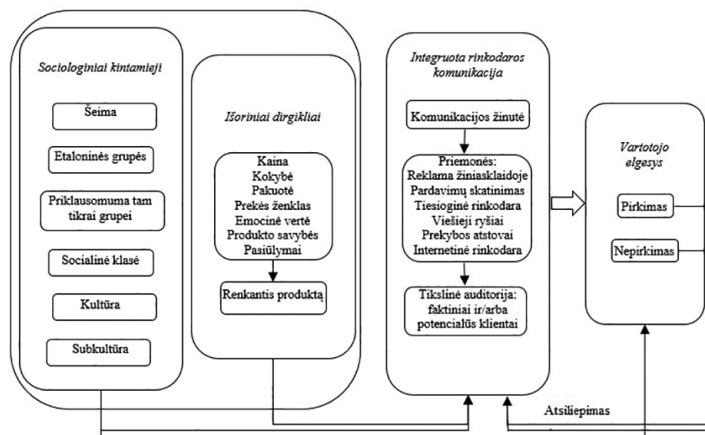 Sociologiniai kintamieji
Šeima
Etaloninės grupės
Priklausomuma tam
tikrai grupei
Socialinė klasé
Kultūra
Subkultūra
Išoriniai dirgikliai
Kaina
Kokybė
Pakuotė
Prekės ženklas
Emocinė vertė
Produkto savybės
Pasiūlymai
Renkantis produktą
Integruota rinkodaros
komunikacija
Komunikacijos žinutė
Priemonės:
Reklama žiniasklaidoje
Pardavimų skatinimas
Tiesioginė rinkodara
Viešieji ryšiai
Prekybos atstovai
Internetinė rinkodara
Tikslinė auditorija:
faktiniai ir/arba
potencialūs klientai
Vartotojo
elgesys
Pirkimas
Nepirkimas
Atsiliepimas